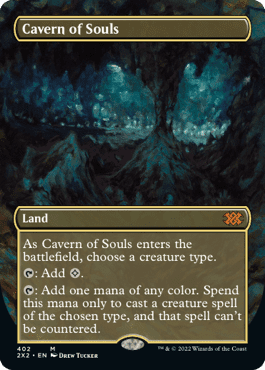 Cavern of Souls
Land
As Cavern of Souls enters the
battlefield, choose a creature type.
: Add .
: Add one mana of any color. Spend
this mana only to cast a creature spell
of the chosen type, and that spell can't
be countered.
402 M
2X2 • EN DREW TUCKER
™ & © 2022 Wizards of the Coast